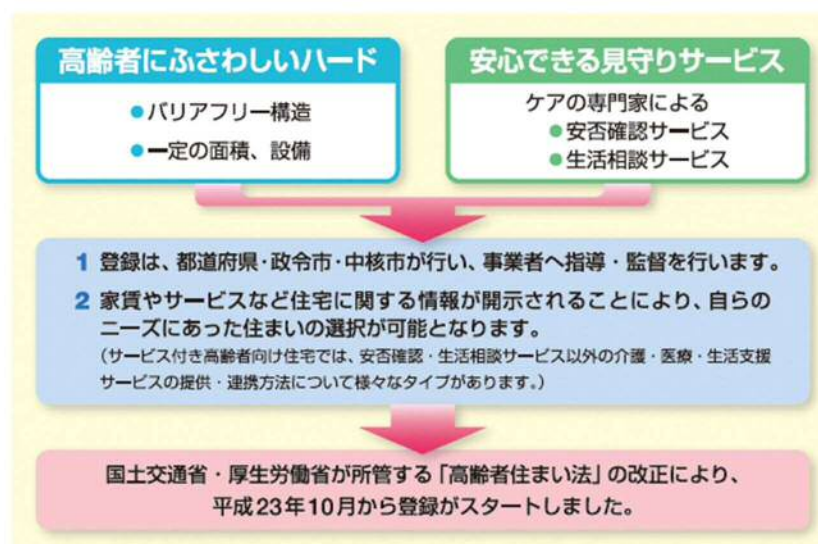 高齢者にふさわしいハード
●バリアフリー構造
●一定の面積、設備
安心できる見守りサービス
ケアの専門家による
●安否確認サービス
●生活相談サービス
1 登録は、都道府県・政令市・中核市が行い、事業者へ指導・監督を行います。
2 家賃やサービスなど住宅に関する情報が開示されることにより、自らの
ニーズにあった住まいの選択が可能となります。
（サービス付き高齢者向け住宅では、安否確認・生活相談サービス以外の介護・医療・生活支援
サービスの提供・連携方法について様々なタイプがあります。）
国土交通省・厚生労働省が所管する「高齢者住まい法」の改正により、
平成23年10月から登録がスタートしました。